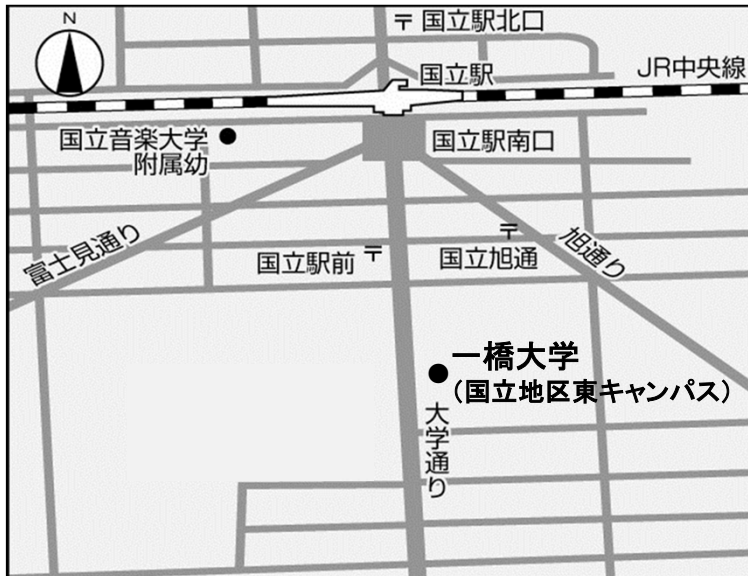 N
〒国立駅北口
国立駅
JR中央線
国立音楽大学
附属幼
国立駅南口
富士見通り
国立駅前〒
〒
国立旭通
旭通り
一橋大学
(国立地区東キャンパス)
大学通り